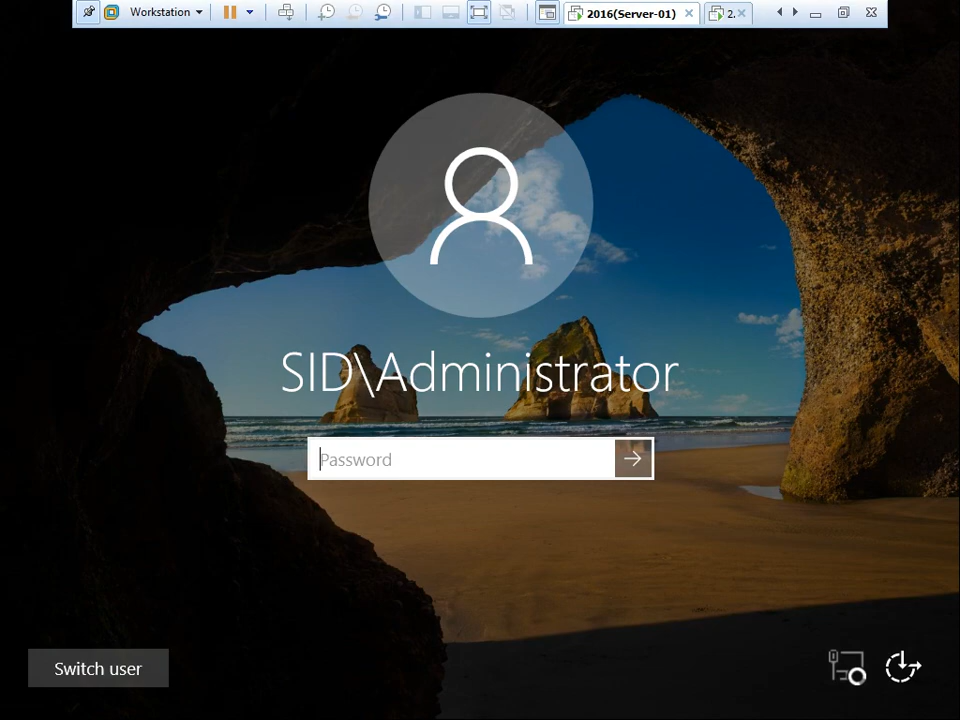 Workstation
2016(Server-01)
2.
SID\Administrator
Password
Switch user